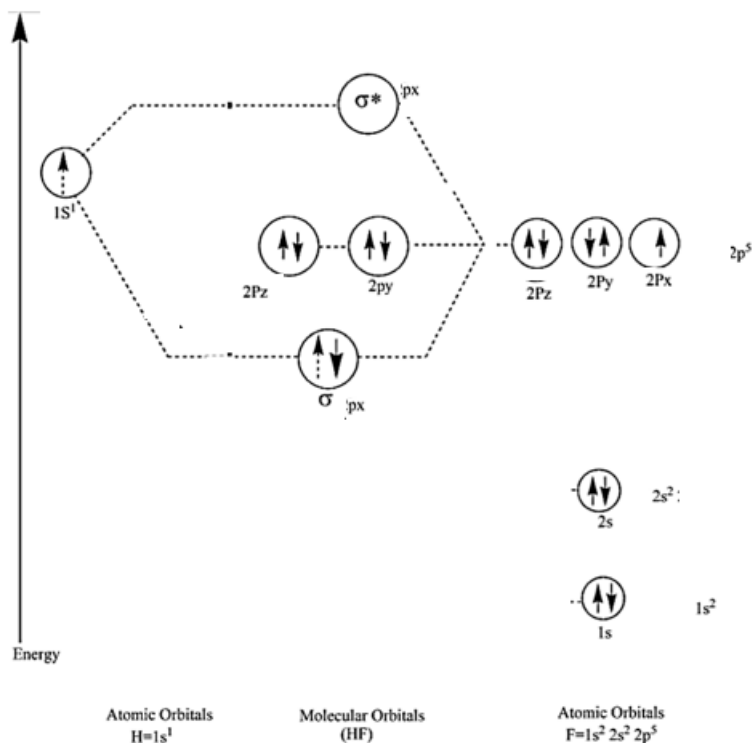 σ* px
1S¹
2Pz 2py
2Pz 2Py 2Px 2p⁵
σ px
2s² :
2s
1s²
1s
Energy
Atomic Orbitals Molecular Orbitals Atomic Orbitals
H=1s¹ (HF) F=1s² 2s² 2p⁵